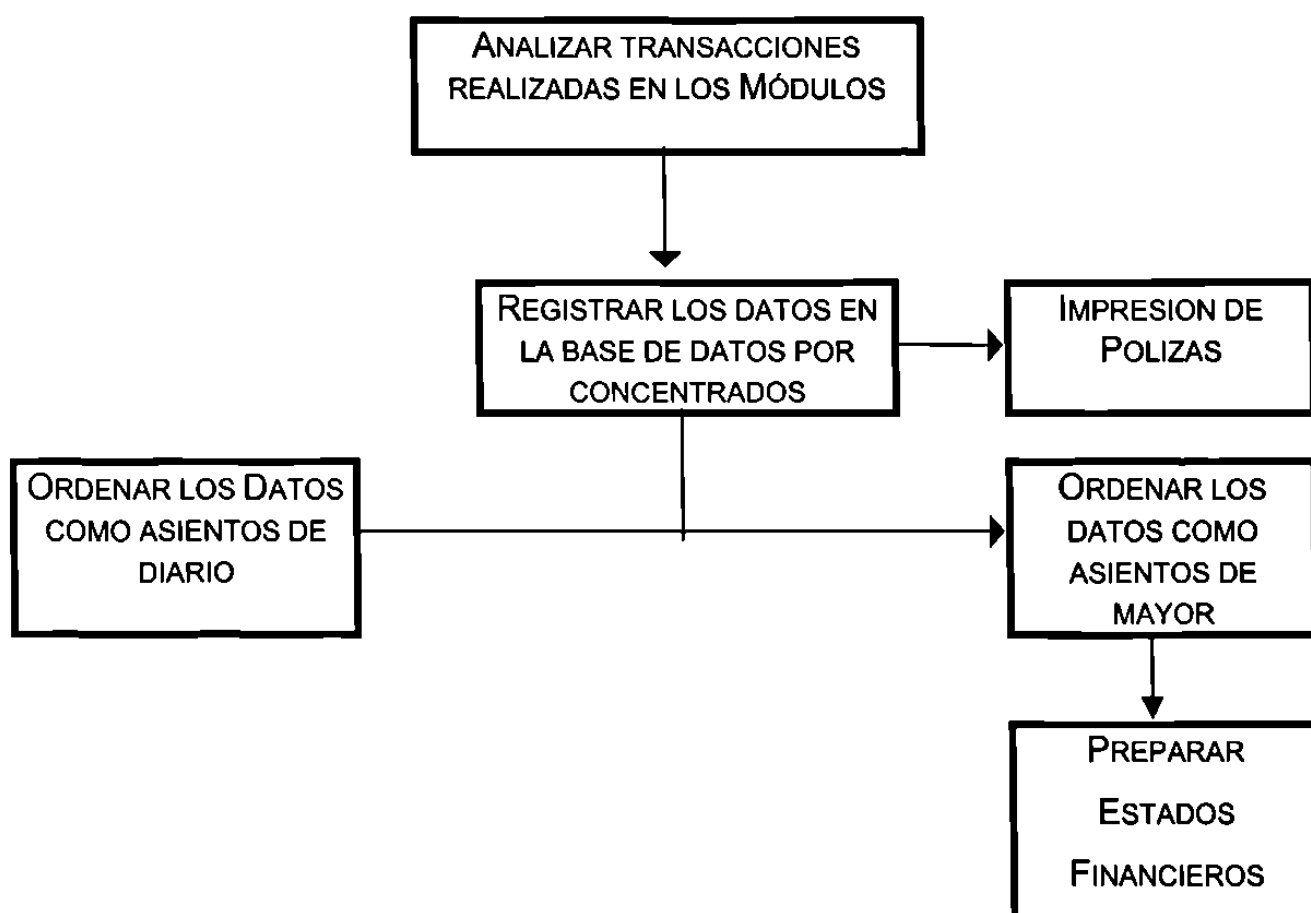 ANALIZAR TRANSACCIONES
REALIZADAS EN LOS MÓDULOS
REGISTRAR LOS DATOS EN
LA BASE DE DATOS POR
CONCENTRADOS
IMPRESION DE
POLIZAS
ORDENAR LOS DATOS
COMO ASIENTOS DE
DIARIO
ORDENAR LOS
DATOS COMO
ASIENTOS DE
MAYOR
PREPARAR
ESTADOS
FINANCIEROS